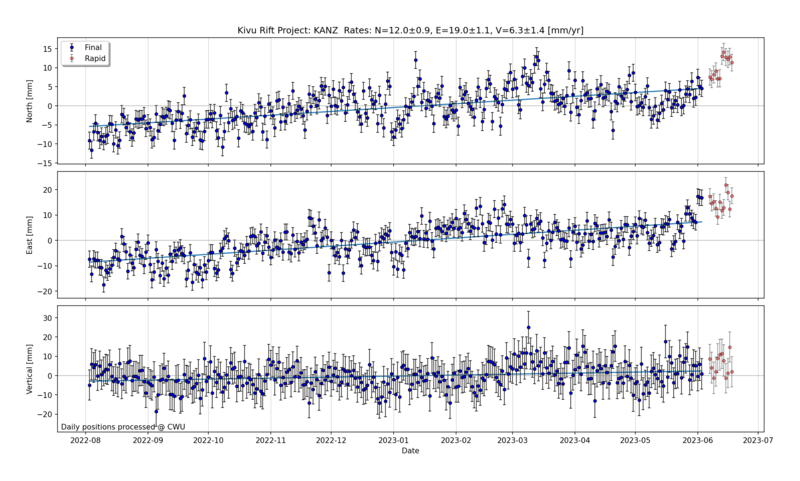 Kivu Rift Project: KANZ  Rates: N=12.0±0.9, E=19.0±1.1, V=6.3±1.4 [mm/yr]
Final
Rapid
North [mm]
15
10
5
0
−5
−10
−15
East [mm]
20
10
0
−10
−20
Vertical [mm]
30
20
10
0
−10
−20
Daily positions processed @ CWU
2022-08 2022-09 2022-10 2022-11 2022-12 2023-01 2023-02 2023-03 2023-04 2023-05 2023-06 2023-07
Date